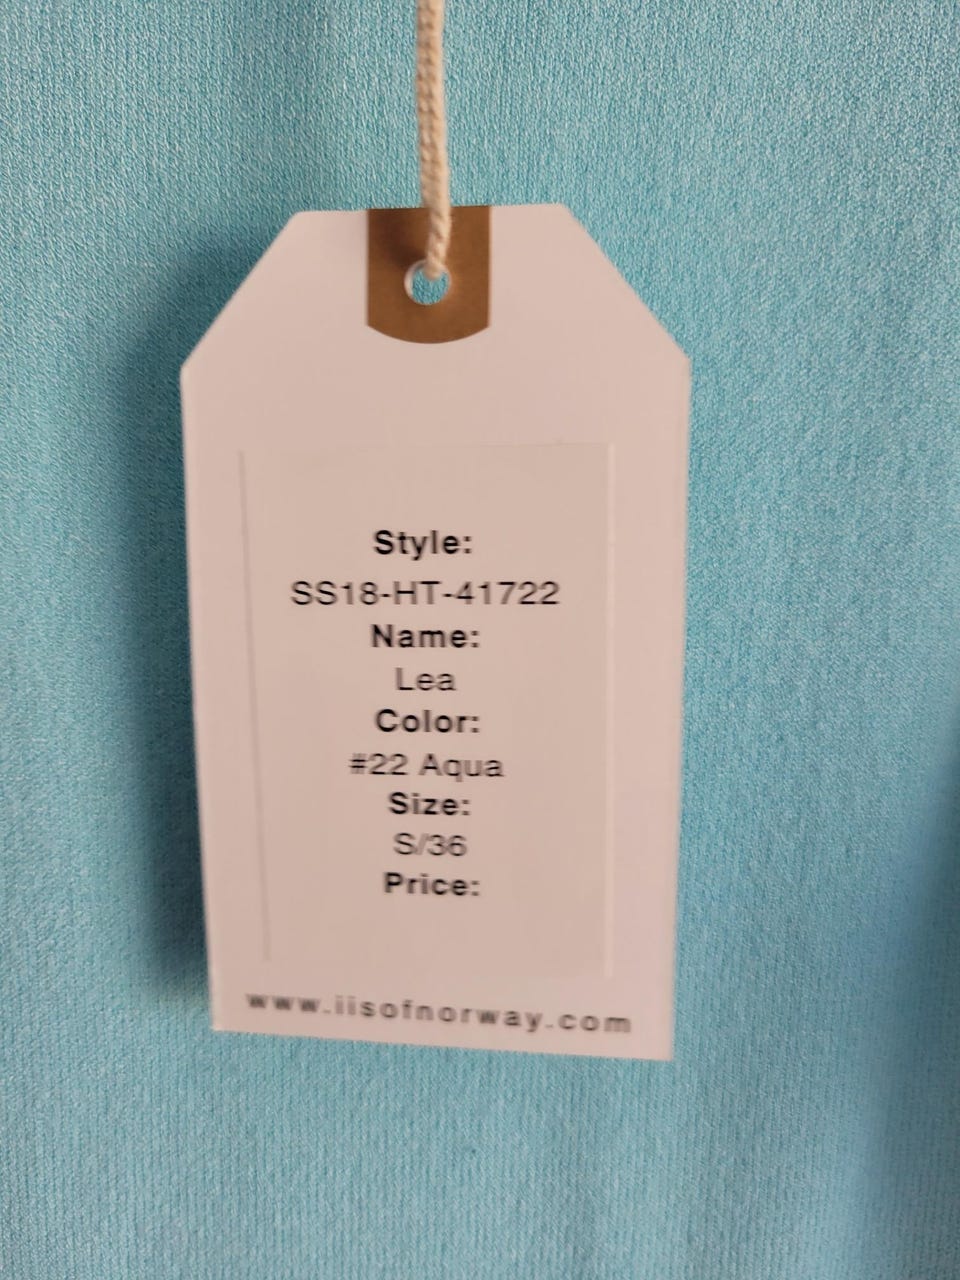 Style:
SS18-HT-41722
Name:
Lea
Color:
#22 Aqua
Size:
S/36
Price:
www.iisofnorway.com